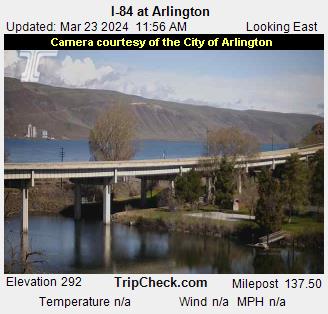 I-84 at Arlington
Updated: Mar 23 2024 11:56 AM Looking East
Camera courtesy of the City of Arlington
Elevation 292 TripCheck.com Milepost 137.50
Temperature n/a Wind n/a MPH n/a